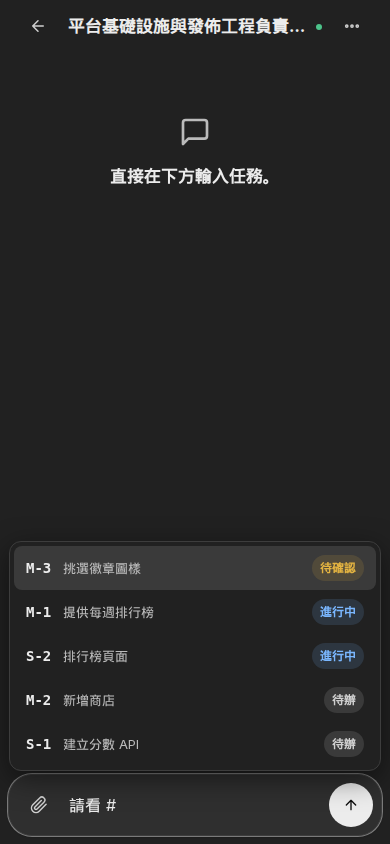 平台基礎設施與發佈工程負責...
直接在下方輸入任務。
M-3 挑選徽章圖樣 待確認
M-1 提供每週排行榜 進行中
S-2 排行榜頁面 進行中
M-2 新增商店 待辦
S-1 建立分數 API 待辦
請看 #